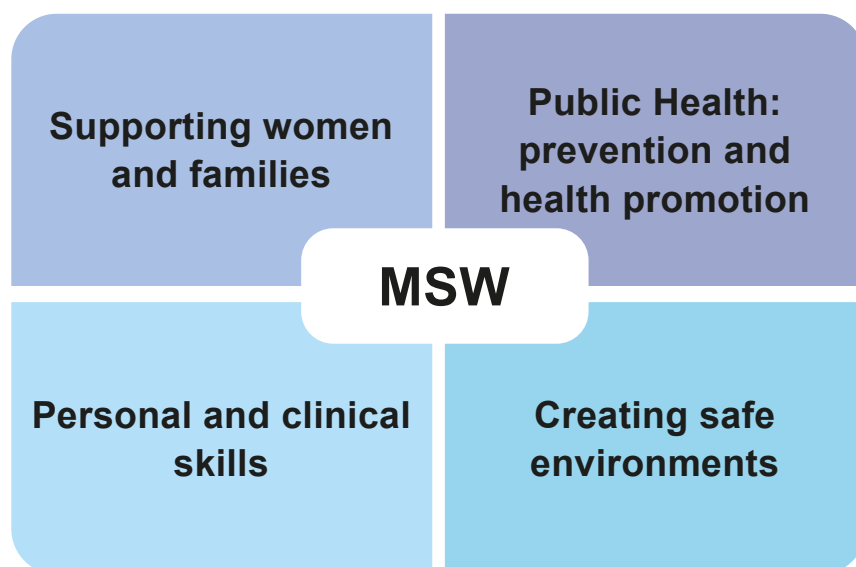 Supporting women
and families
Public Health:
prevention and
health promotion
MSW
Personal and clinical
skills
Creating safe
environments